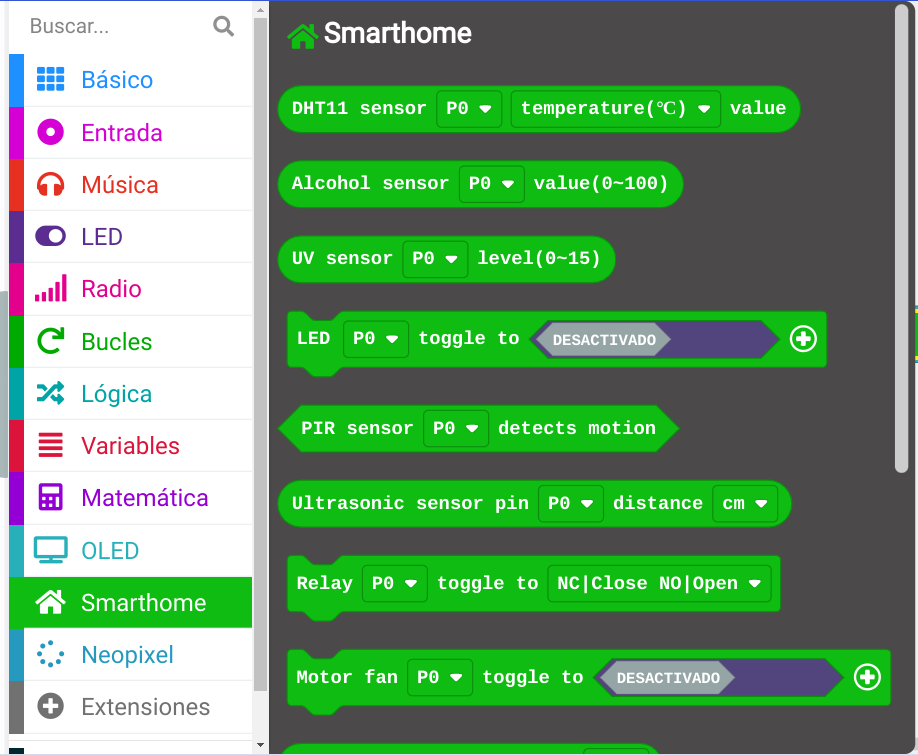 Buscar...
Básico
Entrada
Música
LED
Radio
Bucles
Lógica
Variables
Matemática
OLED
Smarthome
Neopixel
Extensiones
Smarthome
DHT11 sensor P0 temperature(℃) value
Alcohol sensor P0 value(0~100)
UV sensor P0 level(0~15)
LED P0 toggle to DESACTIVADO
PIR sensor P0 detects motion
Ultrasonic sensor pin P0 distance cm
Relay P0 toggle to NC|Close NO|Open
Motor fan P0 toggle to DESACTIVADO